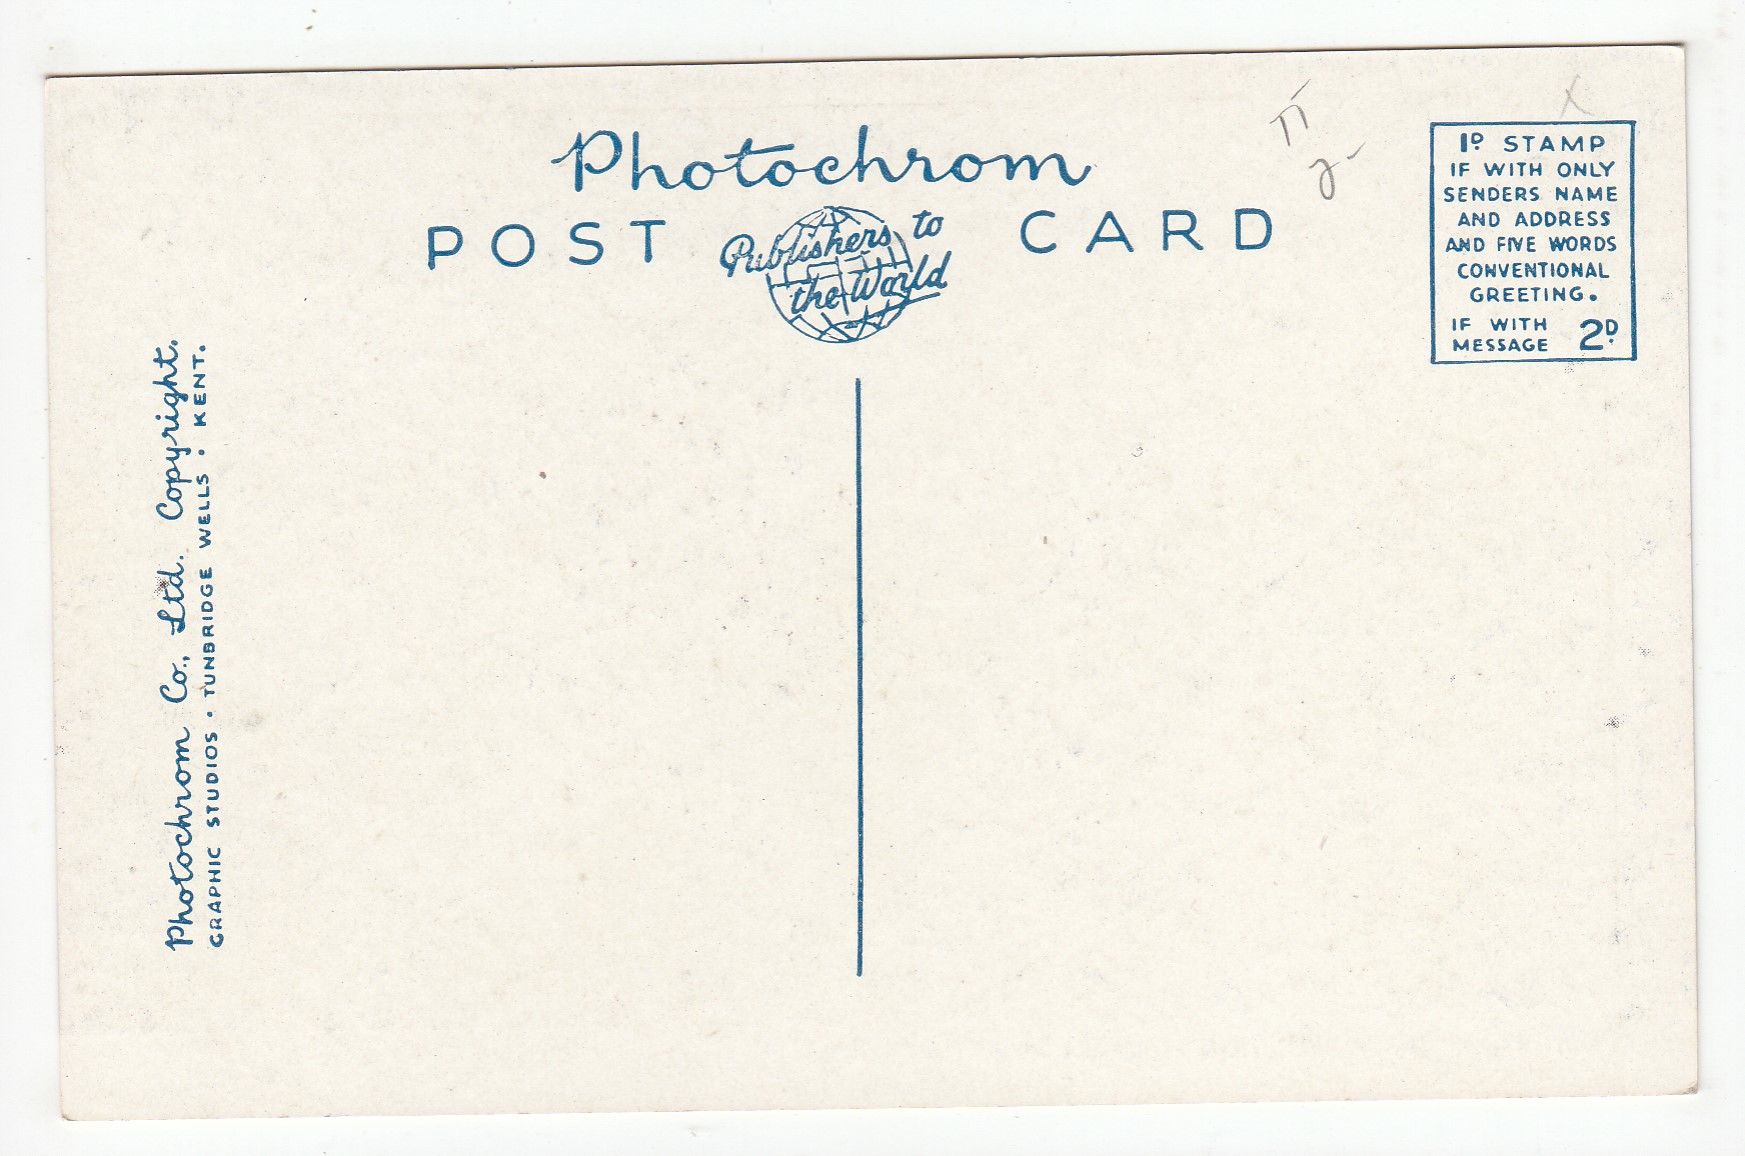 Photochrom
POST CARD
Publishers to
the World
1D STAMP
IF WITH ONLY
SENDERS NAME
AND ADDRESS
AND FIVE WORDS
CONVENTIONAL
GREETING.
IF WITH
MESSAGE 2D
Photochrom Co., Ltd. Copyright.
GRAPHIC STUDIOS · TUNBRIDGE WELLS : KENT.